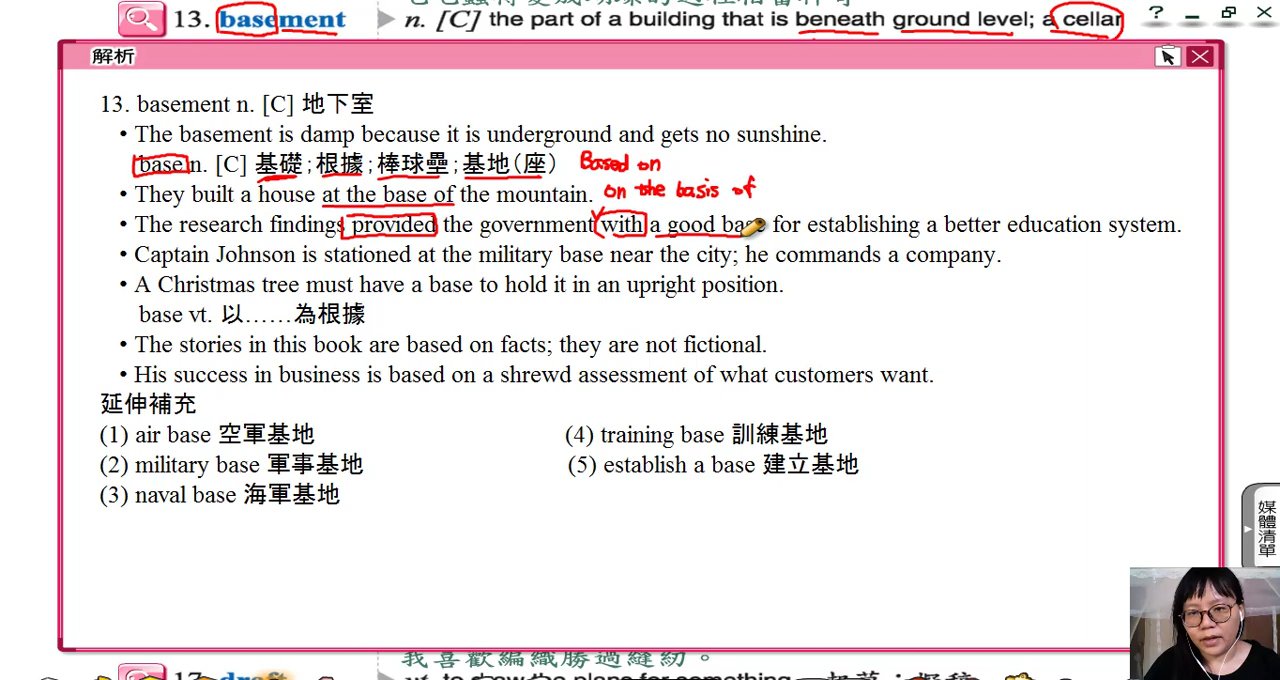 13. basement n. [C] the part of a building that is beneath ground level; a cellar
解析
13. basement n. [C] 地下室
• The basement is damp because it is underground and gets no sunshine.
base n. [C] 基礎；根據；棒球壘；基地（座） Based on
• They built a house at the base of the mountain. on the basis of
• The research findings provided the government with a good base for establishing a better education system.
• Captain Johnson is stationed at the military base near the city; he commands a company.
• A Christmas tree must have a base to hold it in an upright position.
base vt. 以……為根據
• The stories in this book are based on facts; they are not fictional.
• His success in business is based on a shrewd assessment of what customers want.
延伸補充
(1) air base 空軍基地 (4) training base 訓練基地
(2) military base 軍事基地 (5) establish a base 建立基地
(3) naval base 海軍基地
媒體清單
我喜歡編織勝過縫紉。